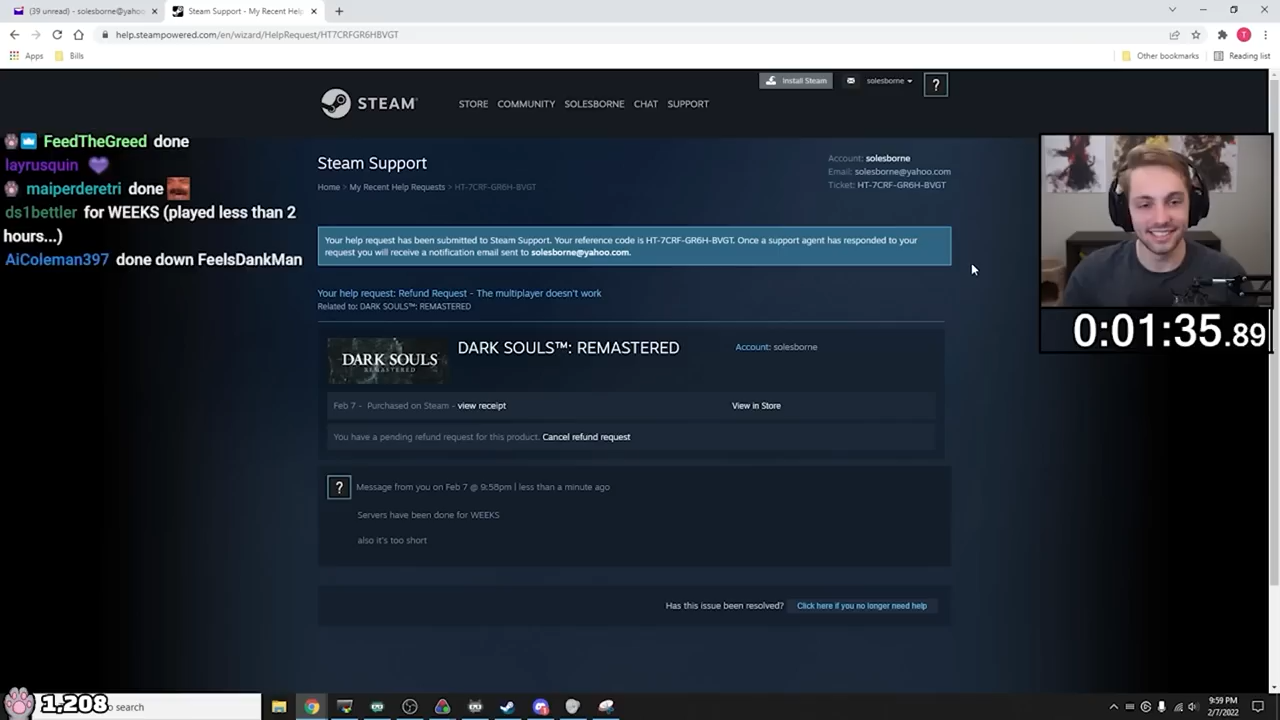 (39 unread) - solesborne@yahoo
Steam Support - My Recent Help
help.steampowered.com/en/wizard/HelpRequest/HT7CRFGR6HBVGT
T
Apps
Bills
Other bookmarks
Reading list
Install Steam
solesborne
?
STEAM
STORE
COMMUNITY
SOLESBORNE
CHAT
SUPPORT
FeedTheGreed done
layrusquin
maiperderetri done
ds1bettler for WEEKS (played less than 2
hours...)
AiColeman397 done down FeelsDankMan
Steam Support
Home > My Recent Help Requests > HT-7CRF-GR6H-BVGT
Account: solesborne
Email: solesborne@yahoo.com
Ticket: HT-7CRF-GR6H-BVGT
Your help request has been submitted to Steam Support. Your reference code is HT-7CRF-GR6H-BVGT. Once a support agent has responded to your
request you will receive a notification email sent to solesborne@yahoo.com.
Your help request: Refund Request - The multiplayer doesn't work
Related to: DARK SOULS™: REMASTERED
0:01:35.89
DARK SOULS
REMASTERED
DARK SOULS™: REMASTERED
Account: solesborne
Feb 7 - Purchased on Steam - view receipt
View in Store
You have a pending refund request for this product. Cancel refund request
?
Message from you on Feb 7 @ 9:58pm | less than a minute ago
Servers have been done for WEEKS
also it's too short
Has this issue been resolved?
Click here if you no longer need help
1,208
o search
9:59 PM
2/7/2022